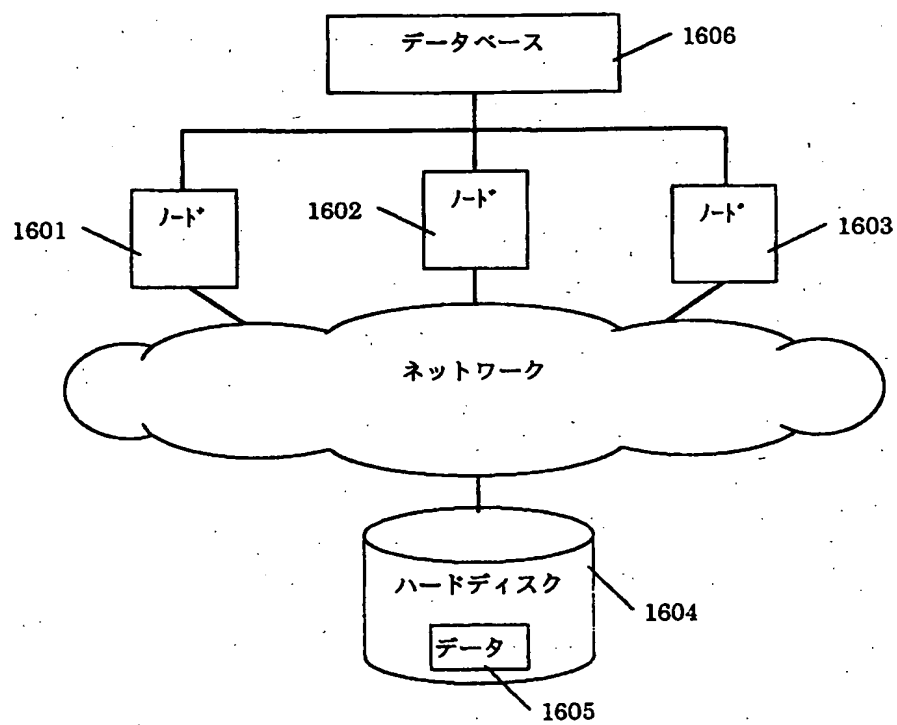 データベース
1606
ノード
1601
ノード
1602
ノード
1603
ネットワーク
ハードディスク
1604
データ
1605